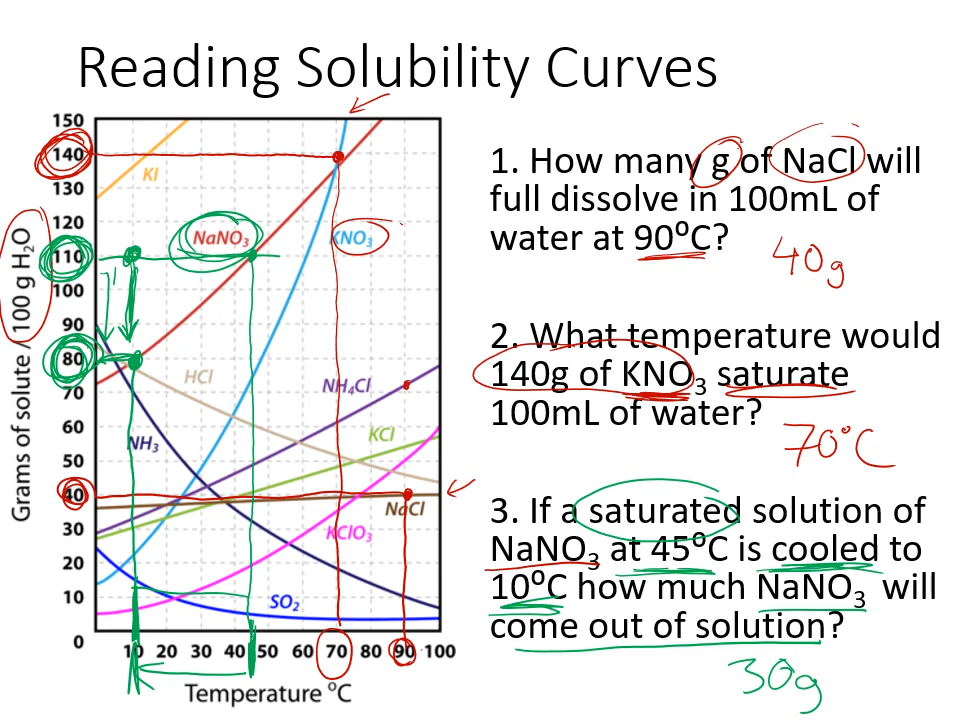 Reading Solubility Curves
150
140
130
120
110
100
90
80
70
60
50
40
30
20
10
0
Grams of solute / 100 g H₂O
KI
NaNO₃
KNO₃
HCl
NH₄Cl
NH₃
KCl
NaCl
KClO₃
SO₂
10 20 30 40 50 60 70 80 90 100
Temperature ⁰C
1. How many g of NaCl will
full dissolve in 100mL of
water at 90⁰C?
40g
2. What temperature would
140g of KNO₃ saturate
100mL of water?
70°C
3. If a saturated solution of
NaNO₃ at 45⁰C is cooled to
10⁰C how much NaNO₃ will
come out of solution?
30g